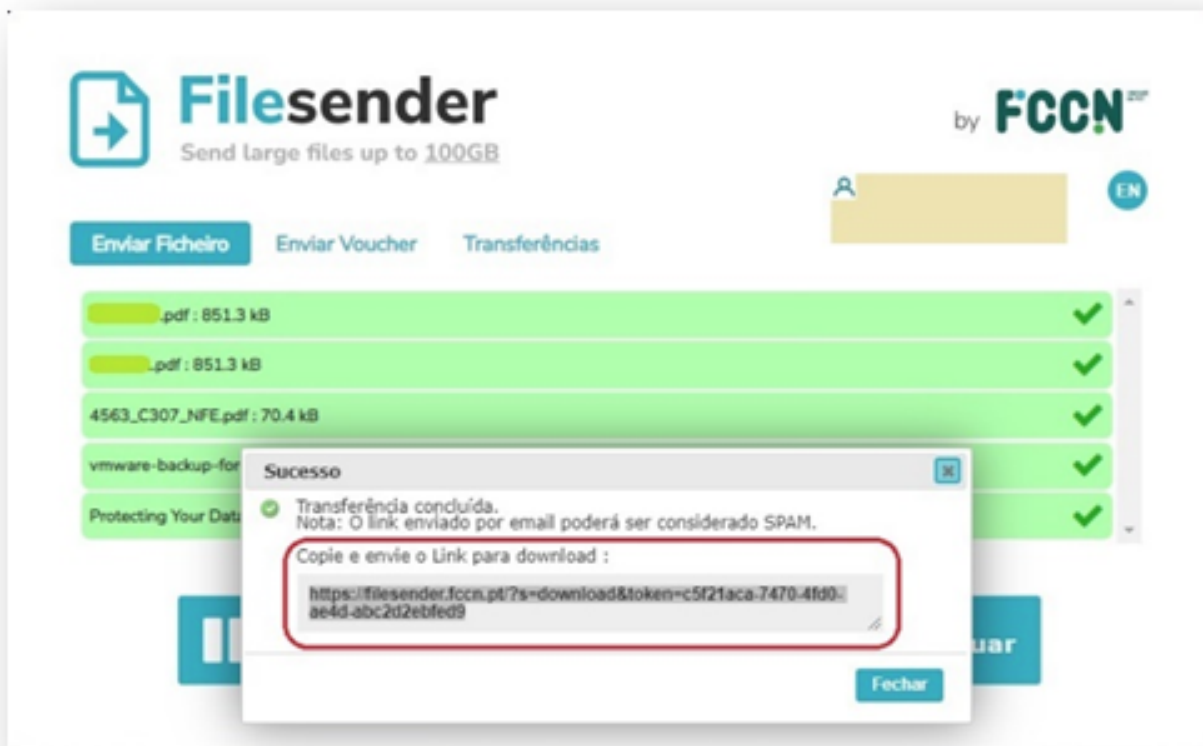 Filesender
by FCCN
Send large files up to 100GB
EN
Enviar Ficheiro Enviar Voucher Transferências
.pdf : 851.3 kB
.pdf : 851.3 kB
4563_C307_NFE.pdf : 70.4 kB
vmware-backup-for
Protecting Your Data
Sucesso
Transferência concluída.
Nota: O link enviado por email poderá ser considerado SPAM.
Copie e envie o Link para download :
https://filesender.fccn.pt/?s=download&token=c5f21aca-7470-4fd0-
ae4d-abc2d2ebfed9
uar
Fechar